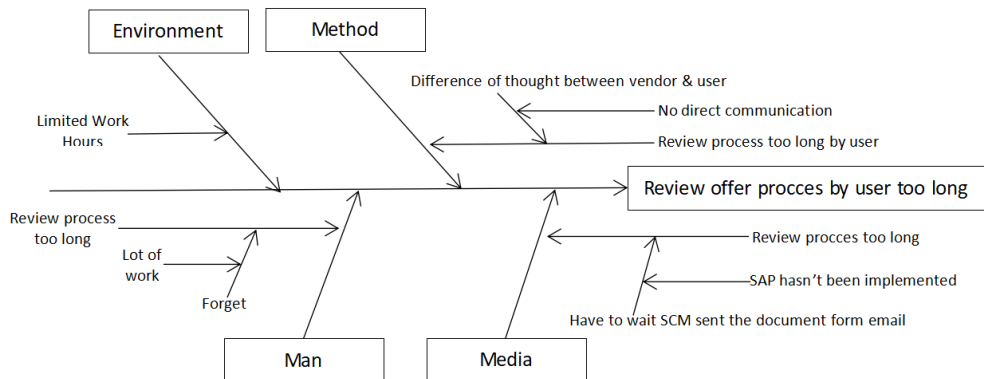 Environment
Method
Difference of thought between vendor & user
No direct communication
Limited Work
Hours
Review process too long by user
Review offer procces by user too long
Review process
too long
Review procces too long
Lot of
work
SAP hasn't been implemented
Forget
Have to wait SCM sent the document form email
Man
Media